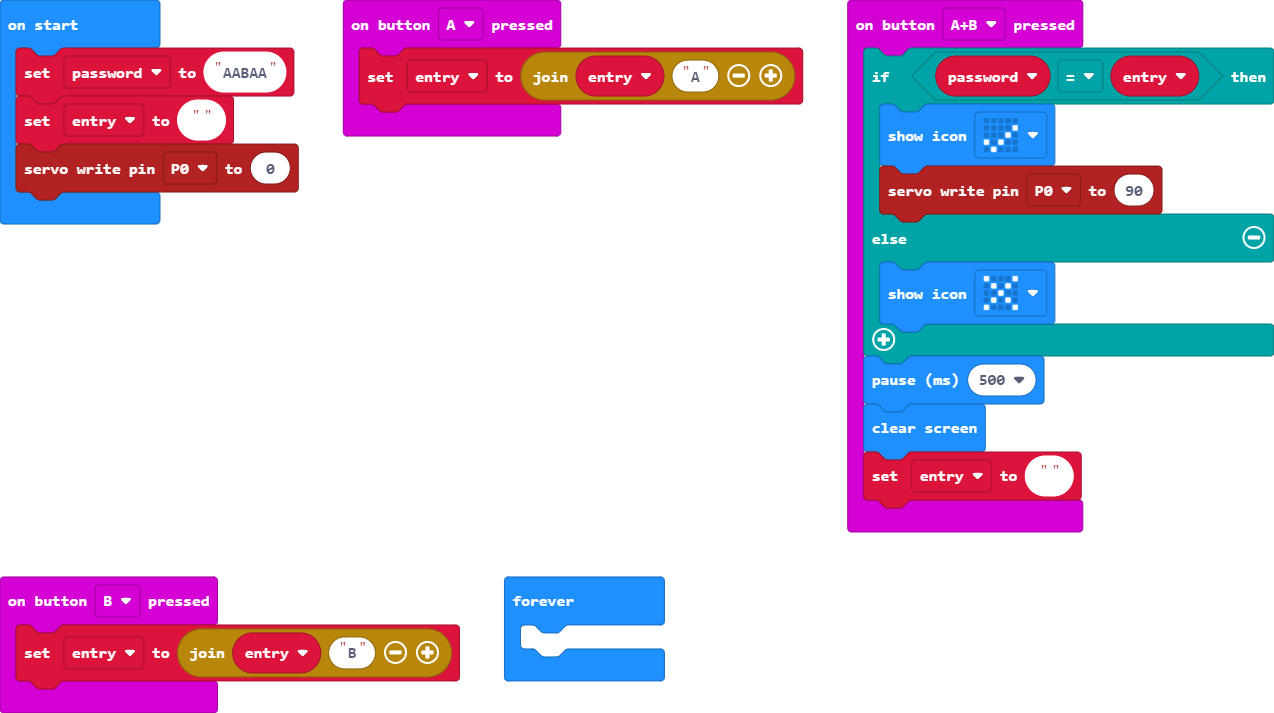 on start
set password to "AABAA"
set entry to " "
servo write pin P0 to 0
on button A pressed
set entry to join entry "A"
on button A+B pressed
if password = entry then
show icon
servo write pin P0 to 90
else
show icon
pause (ms) 500
clear screen
set entry to " "
on button B pressed
set entry to join entry "B"
forever